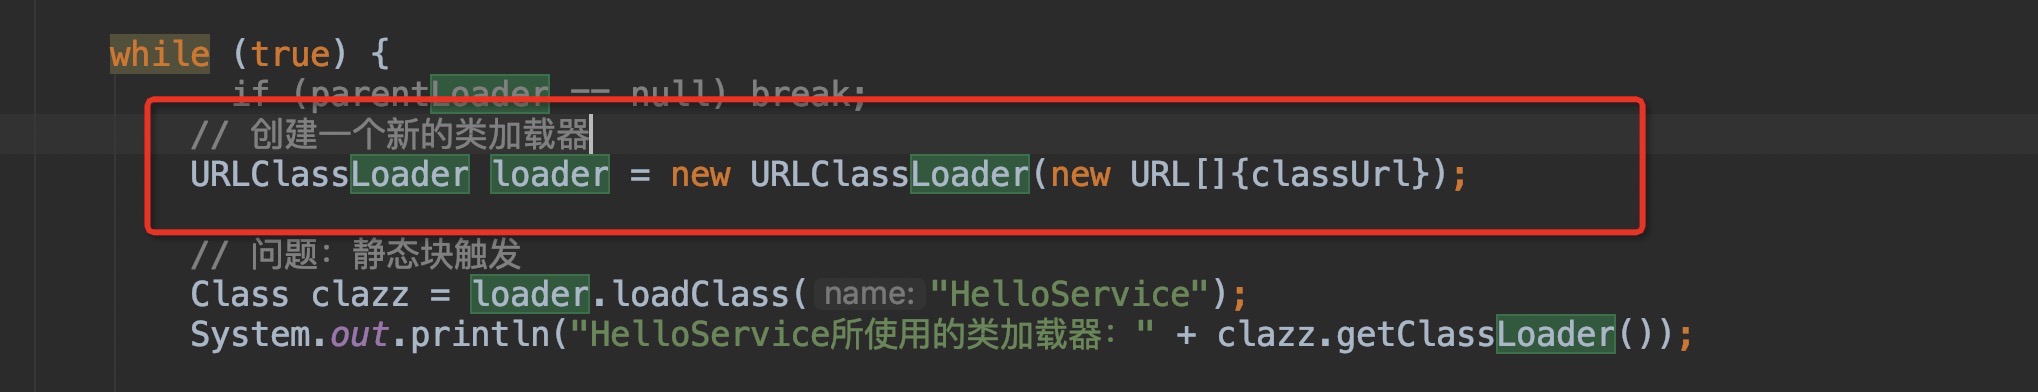 while (true) {
if (parentLoader == null) break;
// 创建一个新的类加载器
URLClassLoader loader = new URLClassLoader(new URL[]{classUrl});
// 问题：静态块触发
Class clazz = loader.loadClass( name: "HelloService");
System.out.println("HelloService所使用的类加载器：" + clazz.getClassLoader());